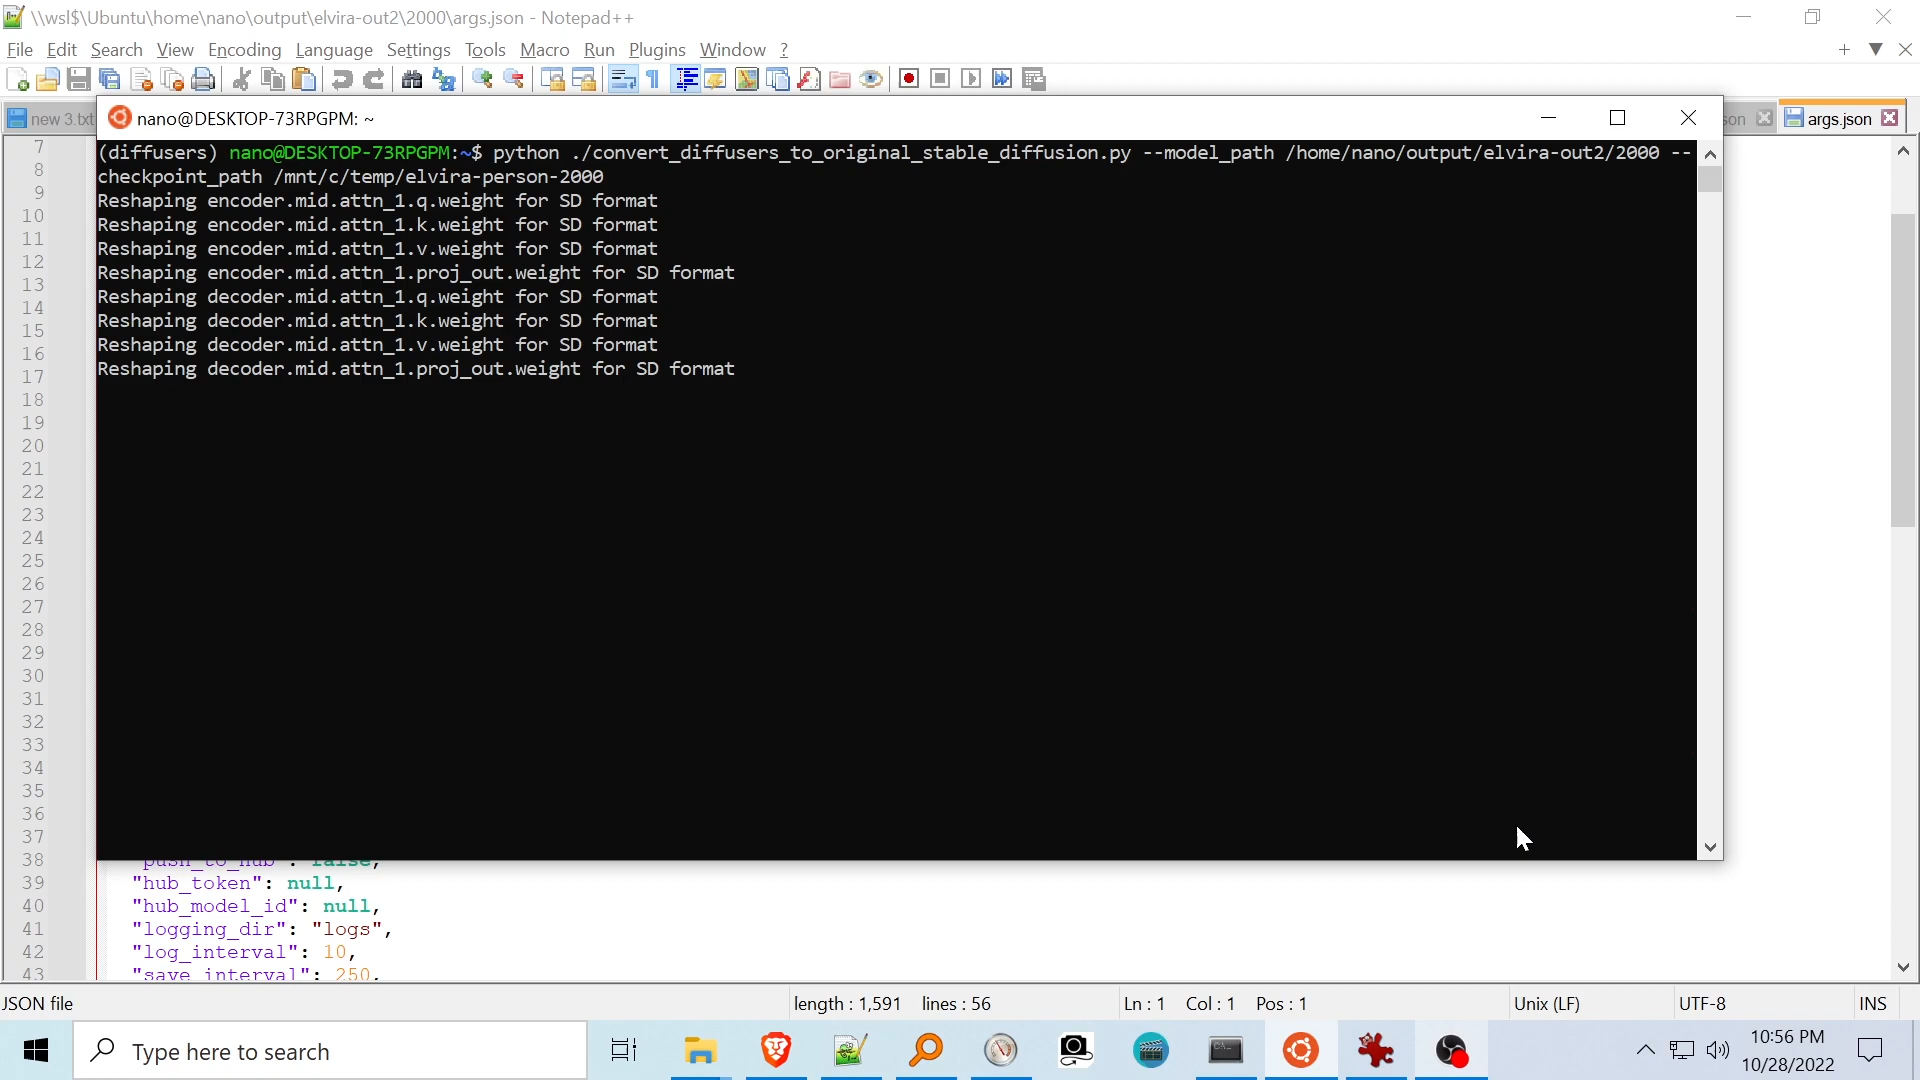 \\wsl$\Ubuntu\home\nano\output\elvira-out2\2000\args.json - Notepad++
File Edit Search View Encoding Language Settings Tools Macro Run Plugins Window ?
new 3.txt
args.json
nano@DESKTOP-73RPGPM: ~
(diffusers) nano@DESKTOP-73RPGPM:~$ python ./convert_diffusers_to_original_stable_diffusion.py --model_path /home/nano/output/elvira-out2/2000 --
checkpoint_path /mnt/c/temp/elvira-person-2000
Reshaping encoder.mid.attn_1.q.weight for SD format
Reshaping encoder.mid.attn_1.k.weight for SD format
Reshaping encoder.mid.attn_1.v.weight for SD format
Reshaping encoder.mid.attn_1.proj_out.weight for SD format
Reshaping decoder.mid.attn_1.q.weight for SD format
Reshaping decoder.mid.attn_1.k.weight for SD format
Reshaping decoder.mid.attn_1.v.weight for SD format
Reshaping decoder.mid.attn_1.proj_out.weight for SD format
7
8
9
10
11
12
13
14
15
16
17
18
19
20
21
22
23
24
25
26
27
28
29
30
31
32
33
34
35
36
37
38 "push_to_hub": false,
39 "hub_token": null,
40 "hub_model_id": null,
41 "logging_dir": "logs",
42 "log_interval": 10,
43 "save_interval": 250,
JSON file length : 1,591 lines : 56 Ln : 1 Col : 1 Pos : 1 Unix (LF) UTF-8 INS
Type here to search
10:56 PM
10/28/2022